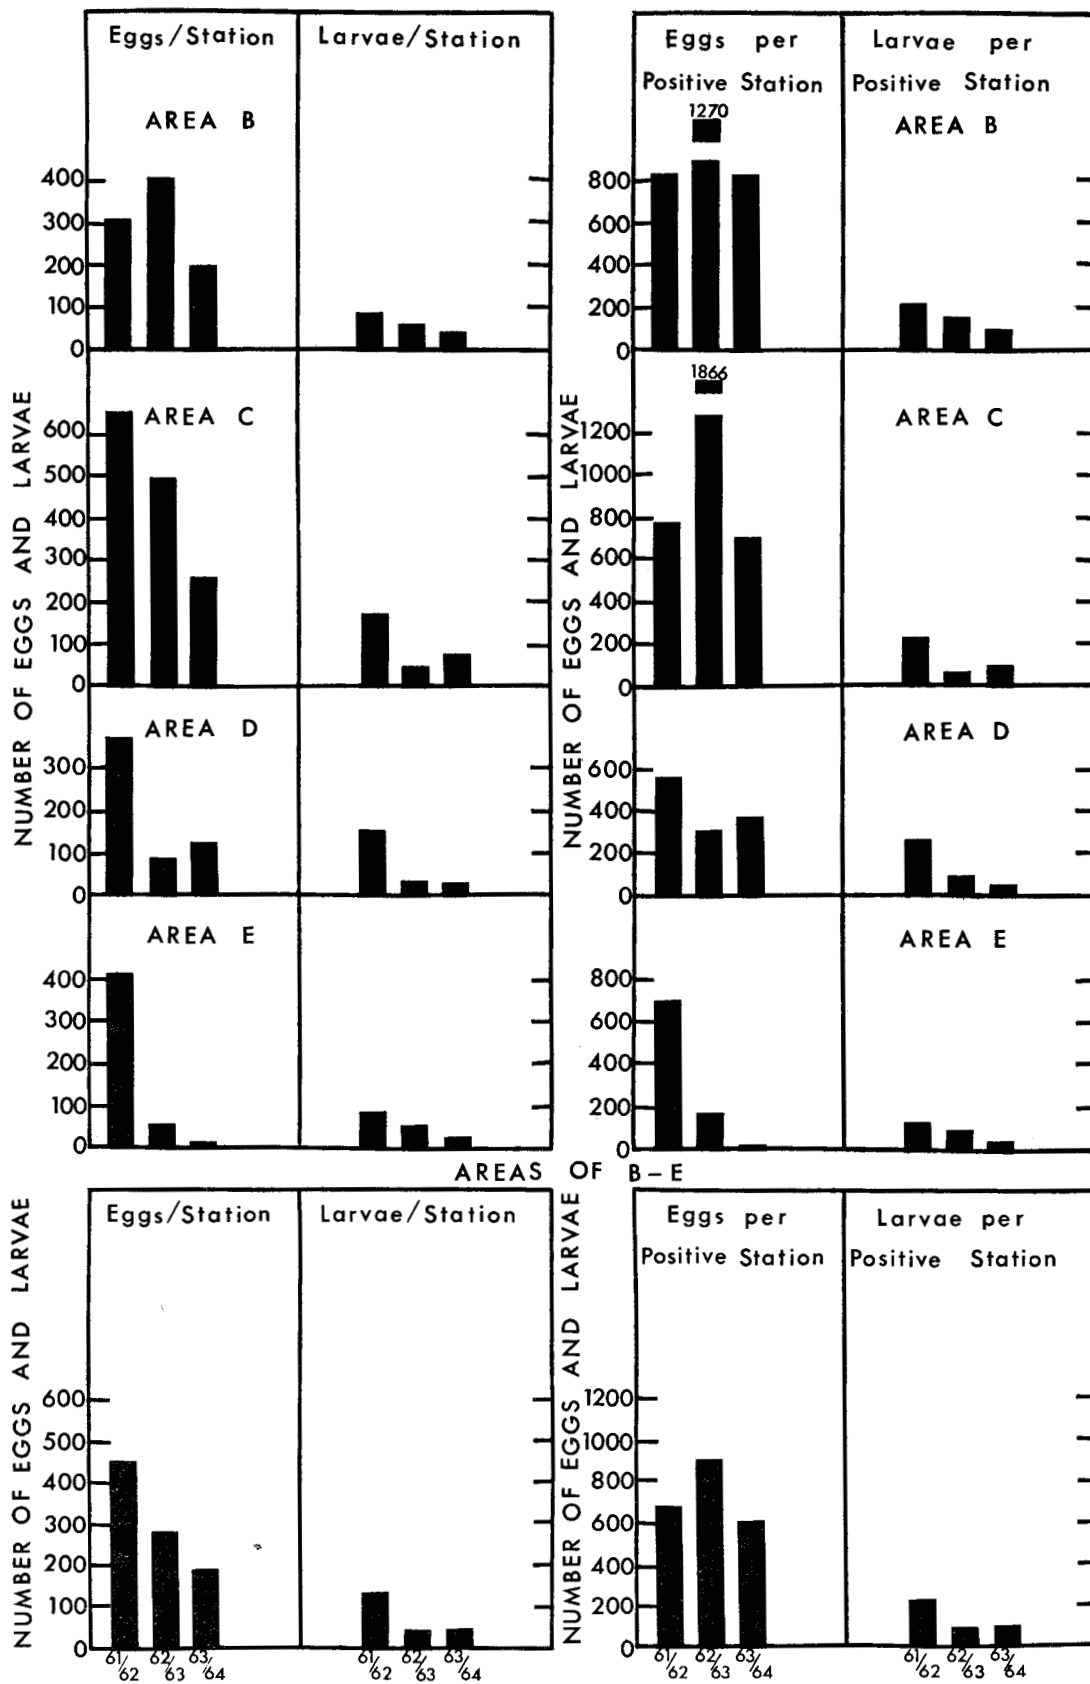 Eggs/Station
Larvae/Station
AREA B
400
300
200
100
0
AREA C
600
500
400
300
200
100
0
AREA D
300
200
100
0
AREA E
400
300
200
100
0
NUMBER OF EGGS AND LARVAE
Eggs per
Positive Station
Larvae per
Positive Station
1270
AREA B
800
600
400
200
0
1866
AREA C
1200
1000
800
600
400
200
0
AREA D
600
400
200
0
AREA E
800
600
400
200
0
NUMBER OF EGGS AND LARVAE
AREAS OF B-E
Eggs/Station
Larvae/Station
600
500
400
300
200
100
0
NUMBER OF EGGS AND LARVAE
61/62 62/63 63/64
61/62 62/63 63/64
Eggs per
Positive Station
Larvae per
Positive Station
1200
1000
800
600
400
200
0
NUMBER OF EGGS AND LARVAE
61/62 62/63 63/64
61/62 62/63 63/64